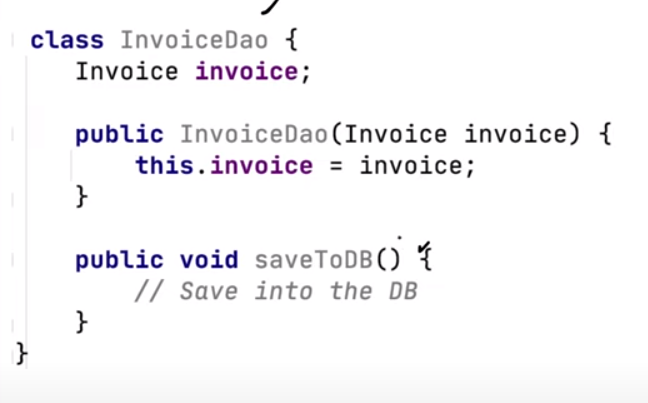 class InvoiceDao {
Invoice invoice;
public InvoiceDao(Invoice invoice) {
this.invoice = invoice;
}
public void saveToDB() {
// Save into the DB
}
}